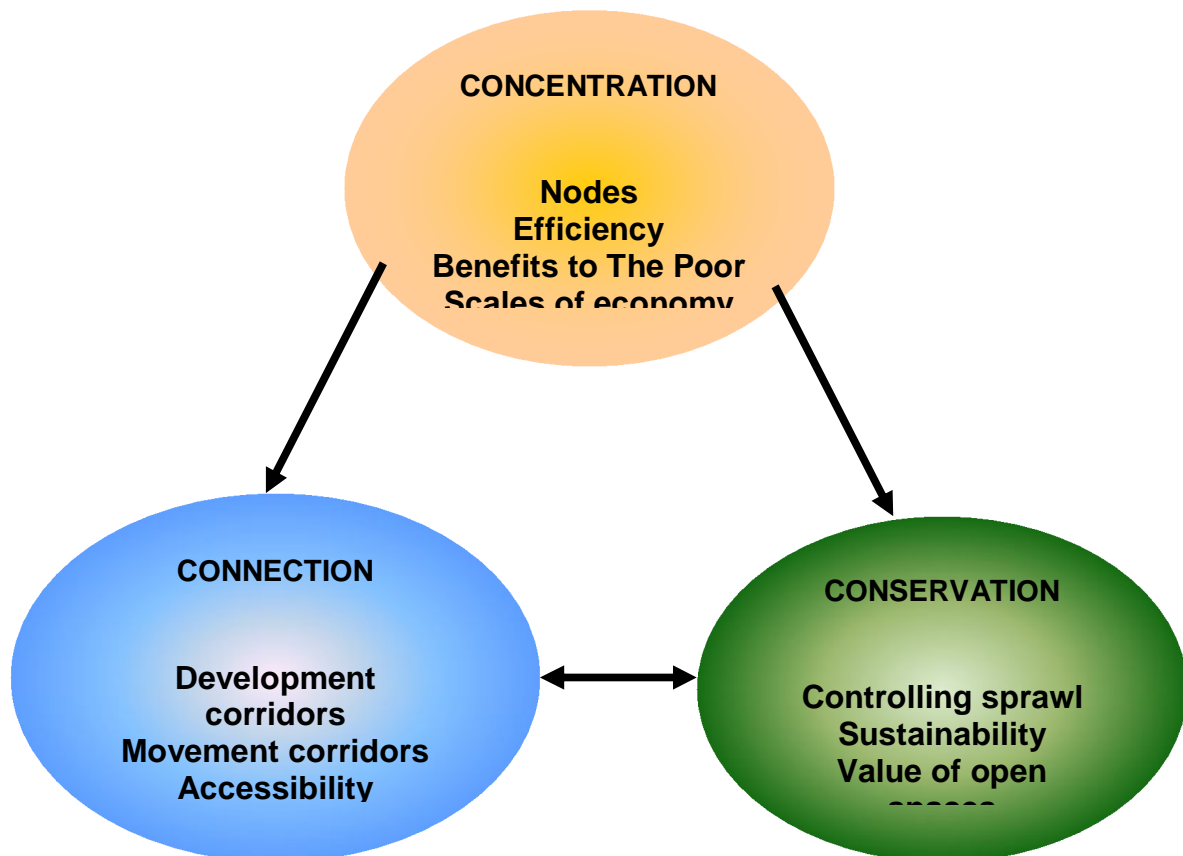 CONCENTRATION
Nodes
Efficiency
Benefits to The Poor
Scales of economy
CONNECTION
Development
corridors
Movement corridors
Accessibility
CONSERVATION
Controlling sprawl
Sustainability
Value of open
spaces